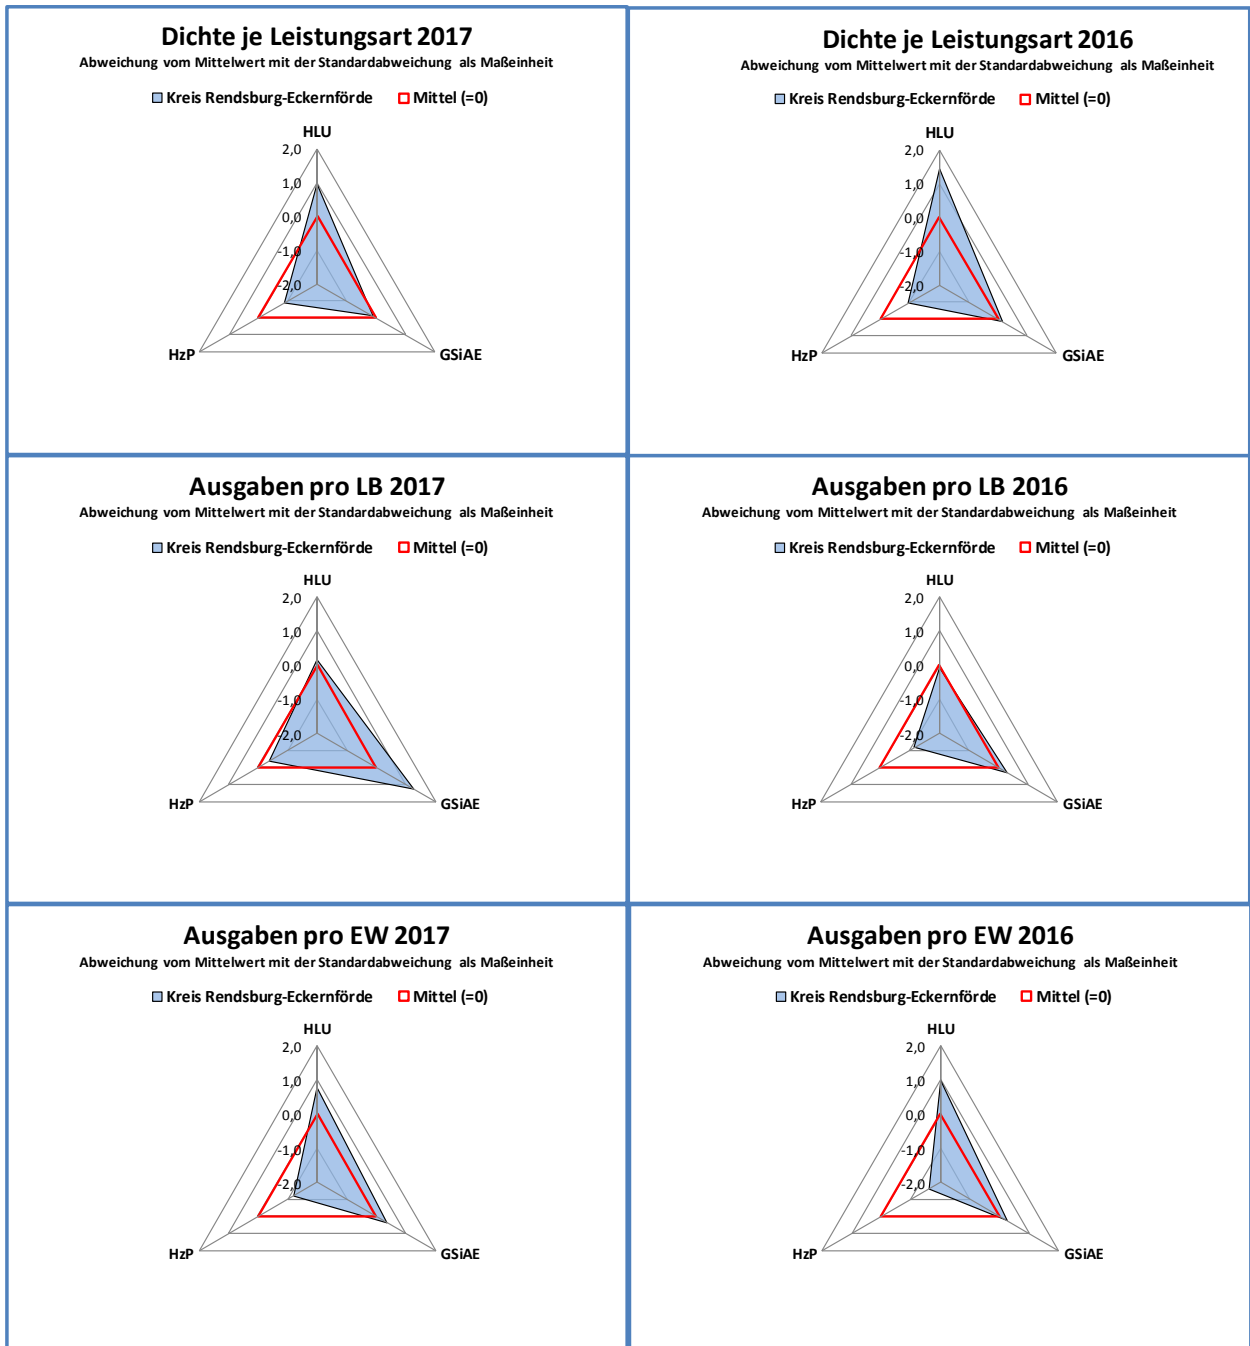 Dichte je Leistungsart 2017
Abweichung vom Mittelwert mit der Standardabweichung als Maßeinheit
Kreis Rendsburg-Eckernförde Mittel (=0)
HLU
2,0
1,0
0,0
-1,0
-2,0
HzP
GSiAE
Dichte je Leistungsart 2016
Abweichung vom Mittelwert mit der Standardabweichung als Maßeinheit
Kreis Rendsburg-Eckernförde Mittel (=0)
HLU
2,0
1,0
0,0
-1,0
-2,0
HzP
GSiAE
Ausgaben pro LB 2017
Abweichung vom Mittelwert mit der Standardabweichung als Maßeinheit
Kreis Rendsburg-Eckernförde Mittel (=0)
HLU
2,0
1,0
0,0
-1,0
-2,0
HzP
GSiAE
Ausgaben pro LB 2016
Abweichung vom Mittelwert mit der Standardabweichung als Maßeinheit
Kreis Rendsburg-Eckernförde Mittel (=0)
HLU
2,0
1,0
0,0
-1,0
-2,0
HzP
GSiAE
Ausgaben pro EW 2017
Abweichung vom Mittelwert mit der Standardabweichung als Maßeinheit
Kreis Rendsburg-Eckernförde Mittel (=0)
HLU
2,0
1,0
0,0
-1,0
-2,0
HzP
GSiAE
Ausgaben pro EW 2016
Abweichung vom Mittelwert mit der Standardabweichung als Maßeinheit
Kreis Rendsburg-Eckernförde Mittel (=0)
HLU
2,0
1,0
0,0
-1,0
-2,0
HzP
GSiAE